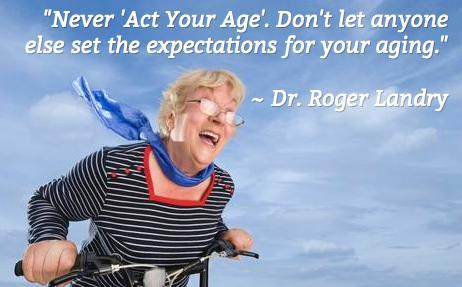 "Never 'Act Your Age'. Don't let anyone
else set the expectations for your aging."
~ Dr. Roger Landry